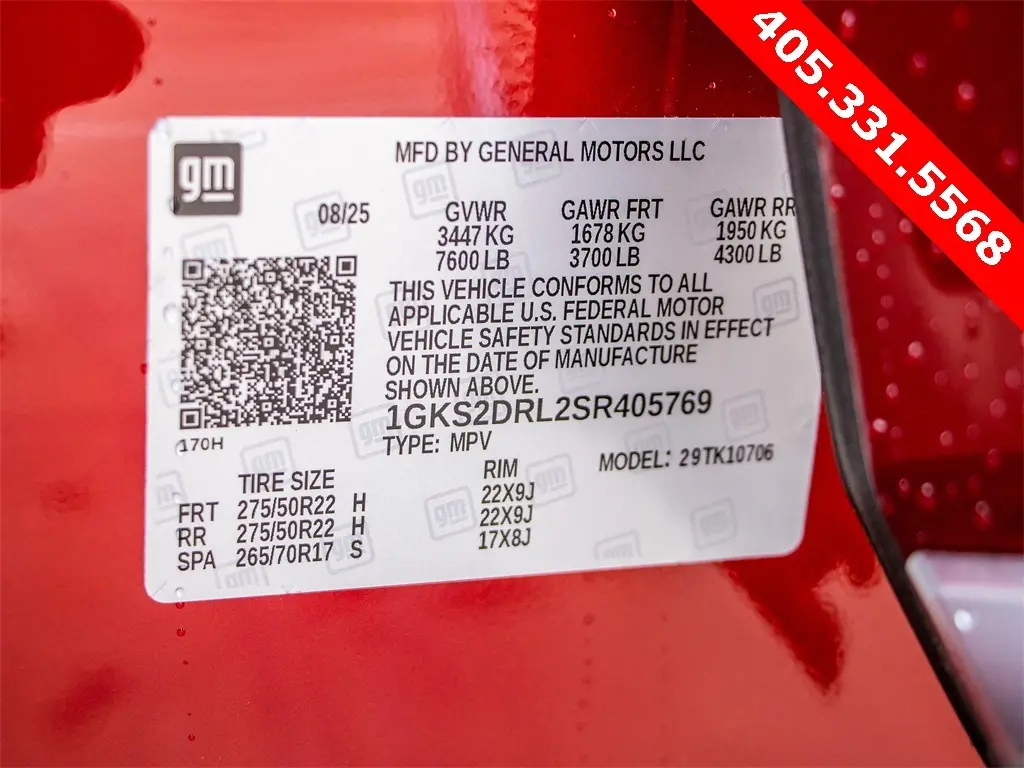 405.331.5568
gm
MFD BY GENERAL MOTORS LLC
08/25
GVWR GAWR FRT GAWR RR
3447 KG 1678 KG 1950 KG
7600 LB 3700 LB 4300 LB
THIS VEHICLE CONFORMS TO ALL
APPLICABLE U.S. FEDERAL MOTOR
VEHICLE SAFETY STANDARDS IN EFFECT
ON THE DATE OF MANUFACTURE
SHOWN ABOVE.
1GKS2DRL2SR405769
170H
TYPE: MPV
MODEL: 29TK10706
TIRE SIZE RIM
FRT 275/50R22 H 22X9J
RR 275/50R22 H 22X9J
SPA 265/70R17 S 17X8J